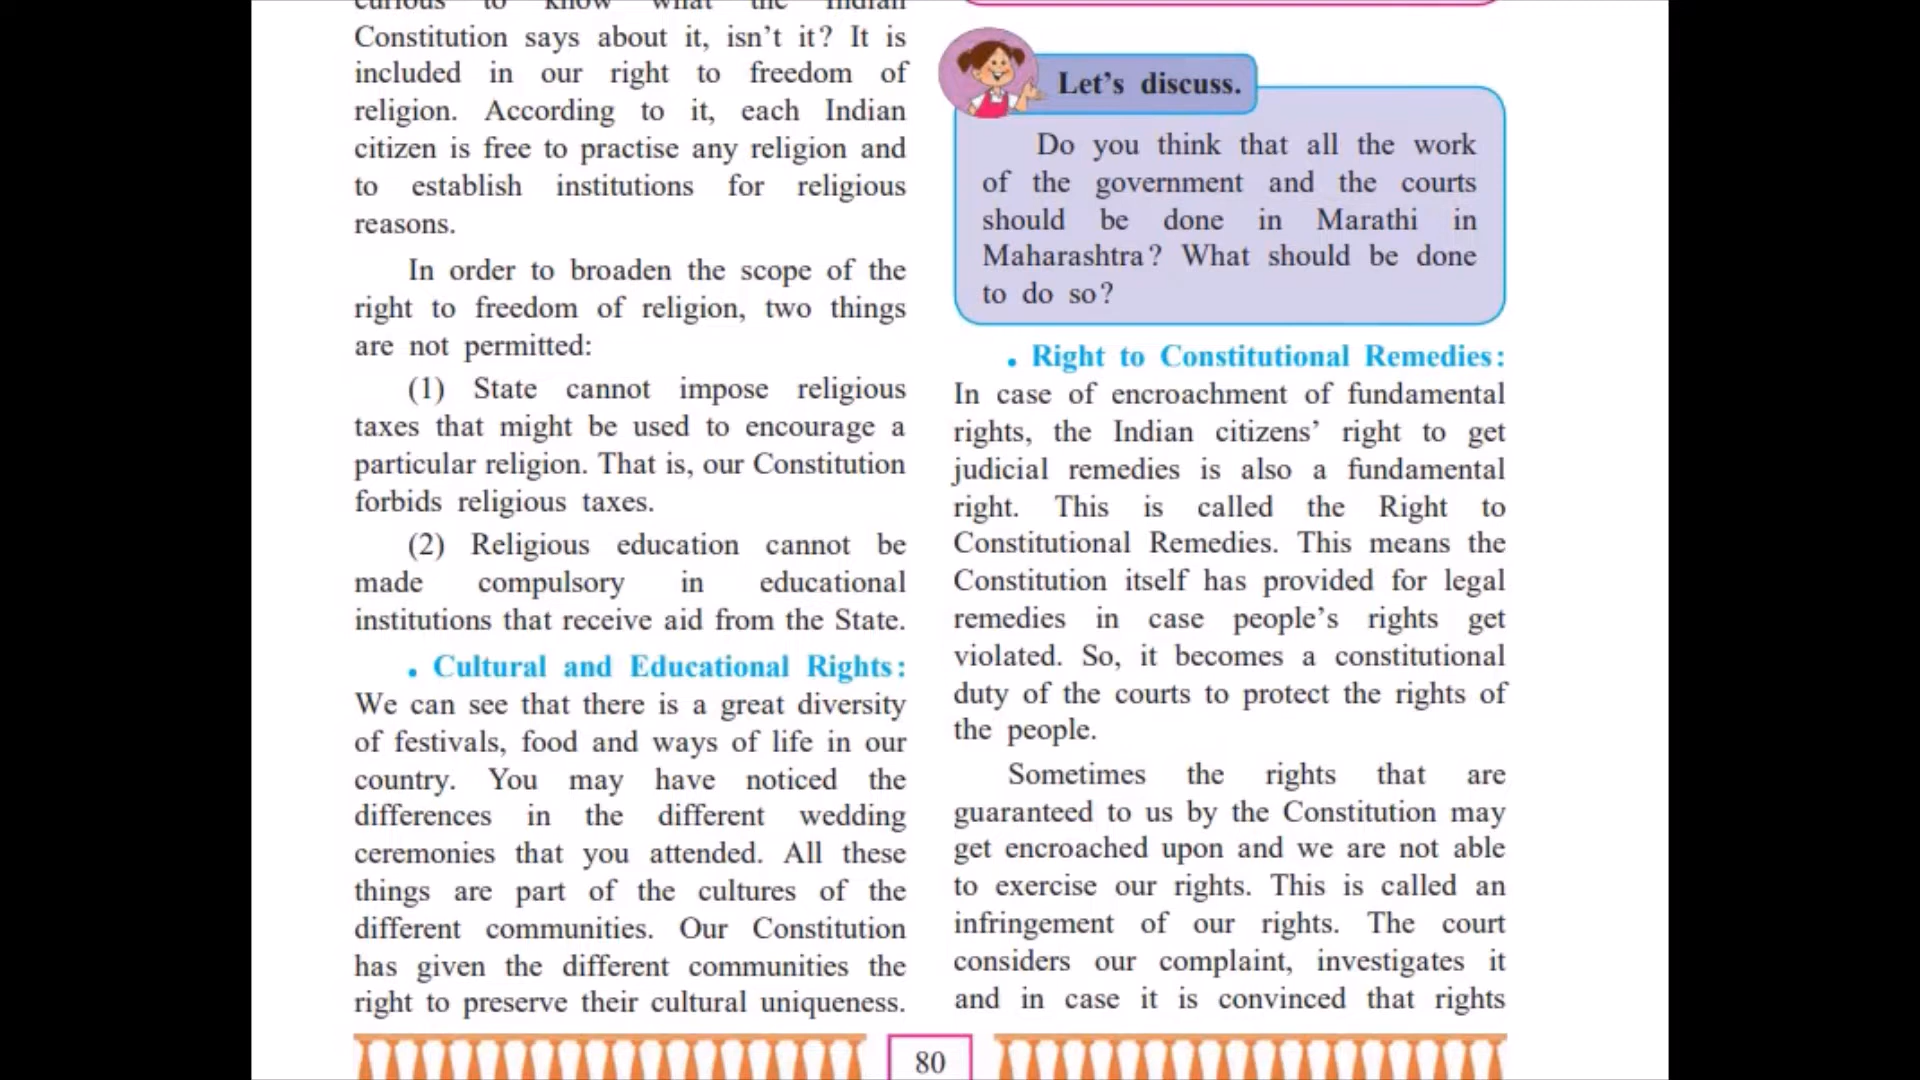 curious to know what the Indian
Constitution says about it, isn’t it? It is
included in our right to freedom of
religion. According to it, each Indian
citizen is free to practise any religion and
to establish institutions for religious
reasons.
In order to broaden the scope of the
right to freedom of religion, two things
are not permitted:
(1) State cannot impose religious
taxes that might be used to encourage a
particular religion. That is, our Constitution
forbids religious taxes.
(2) Religious education cannot be
made compulsory in educational
institutions that receive aid from the State.
• Cultural and Educational Rights:
We can see that there is a great diversity
of festivals, food and ways of life in our
country. You may have noticed the
differences in the different wedding
ceremonies that you attended. All these
things are part of the cultures of the
different communities. Our Constitution
has given the different communities the
right to preserve their cultural uniqueness.
Let’s discuss.
Do you think that all the work
of the government and the courts
should be done in Marathi in
Maharashtra? What should be done
to do so?
• Right to Constitutional Remedies:
In case of encroachment of fundamental
rights, the Indian citizens’ right to get
judicial remedies is also a fundamental
right. This is called the Right to
Constitutional Remedies. This means the
Constitution itself has provided for legal
remedies in case people’s rights get
violated. So, it becomes a constitutional
duty of the courts to protect the rights of
the people.
Sometimes the rights that are
guaranteed to us by the Constitution may
get encroached upon and we are not able
to exercise our rights. This is called an
infringement of our rights. The court
considers our complaint, investigates it
and in case it is convinced that rights
80